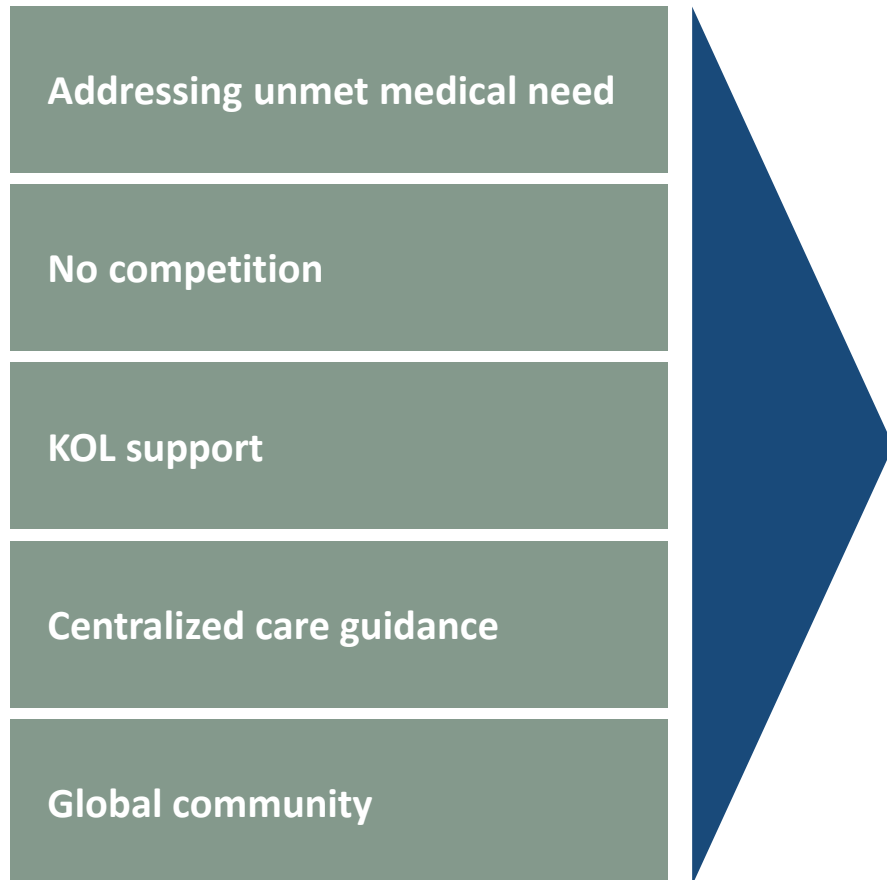 Addressing unmet medical need
No competition
KOL support
Centralized care guidance
Global community